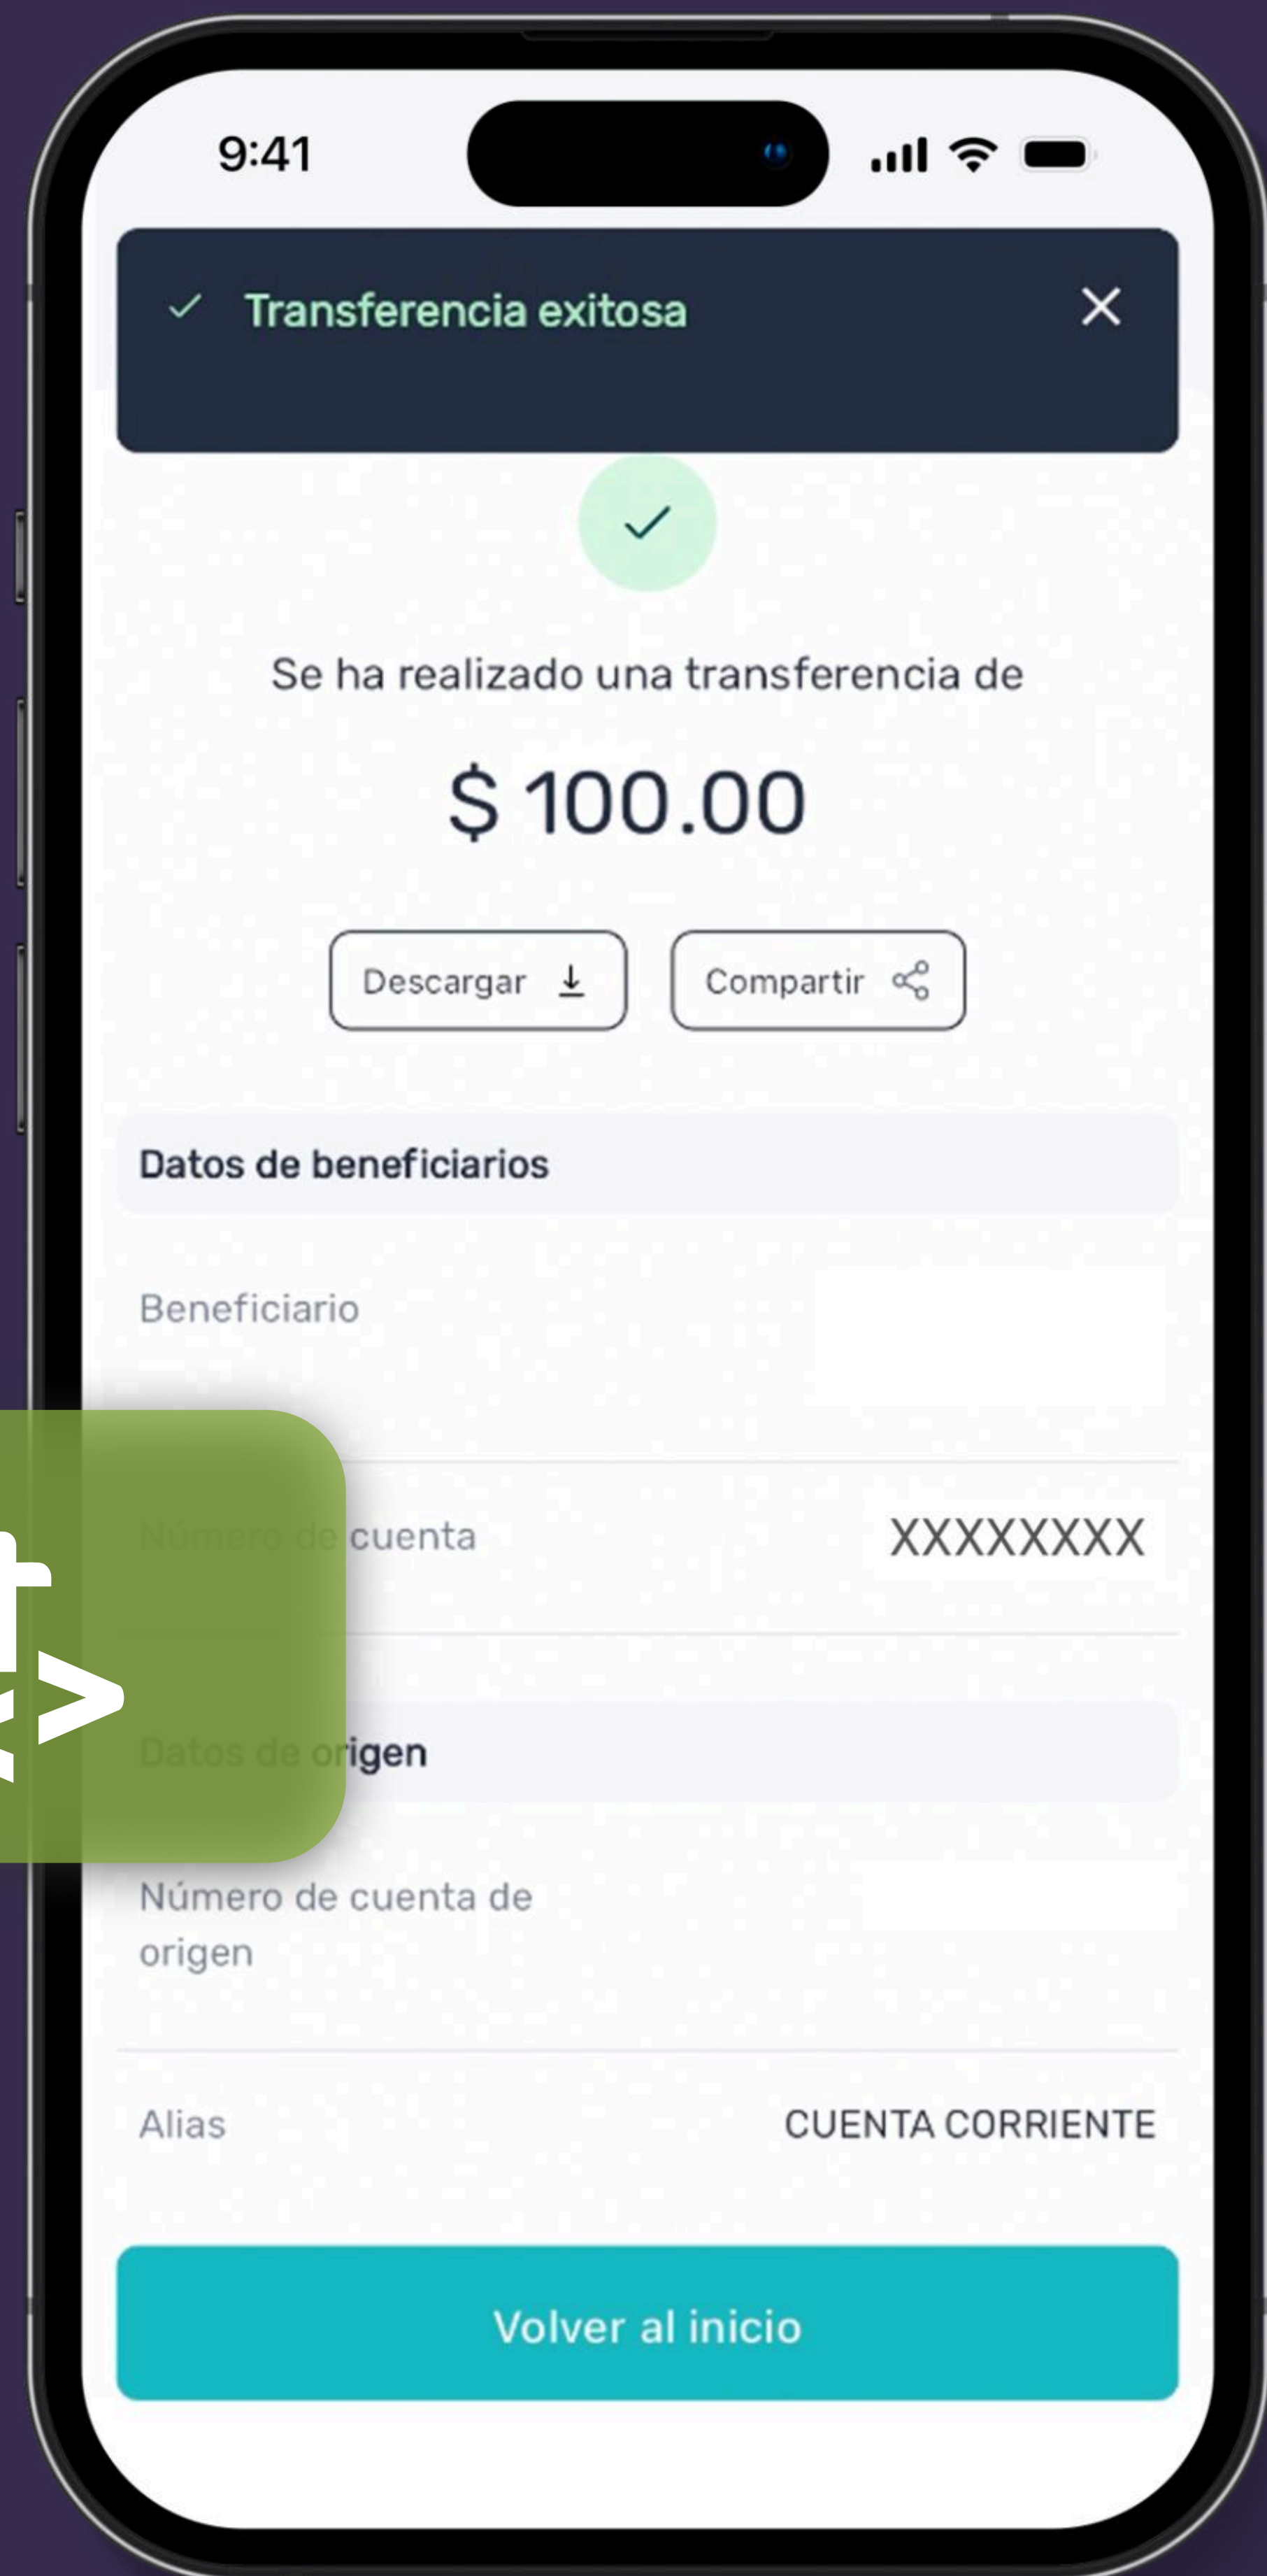 9:41
Transferencia exitosa
Se ha realizado una transferencia de
$ 100.00
Descargar
Compartir
Datos de beneficiarios
Beneficiario
Número de cuenta
XXXXXXXX
Datos de origen
Número de cuenta de
origen
Alias
CUENTA CORRIENTE
Volver al inicio